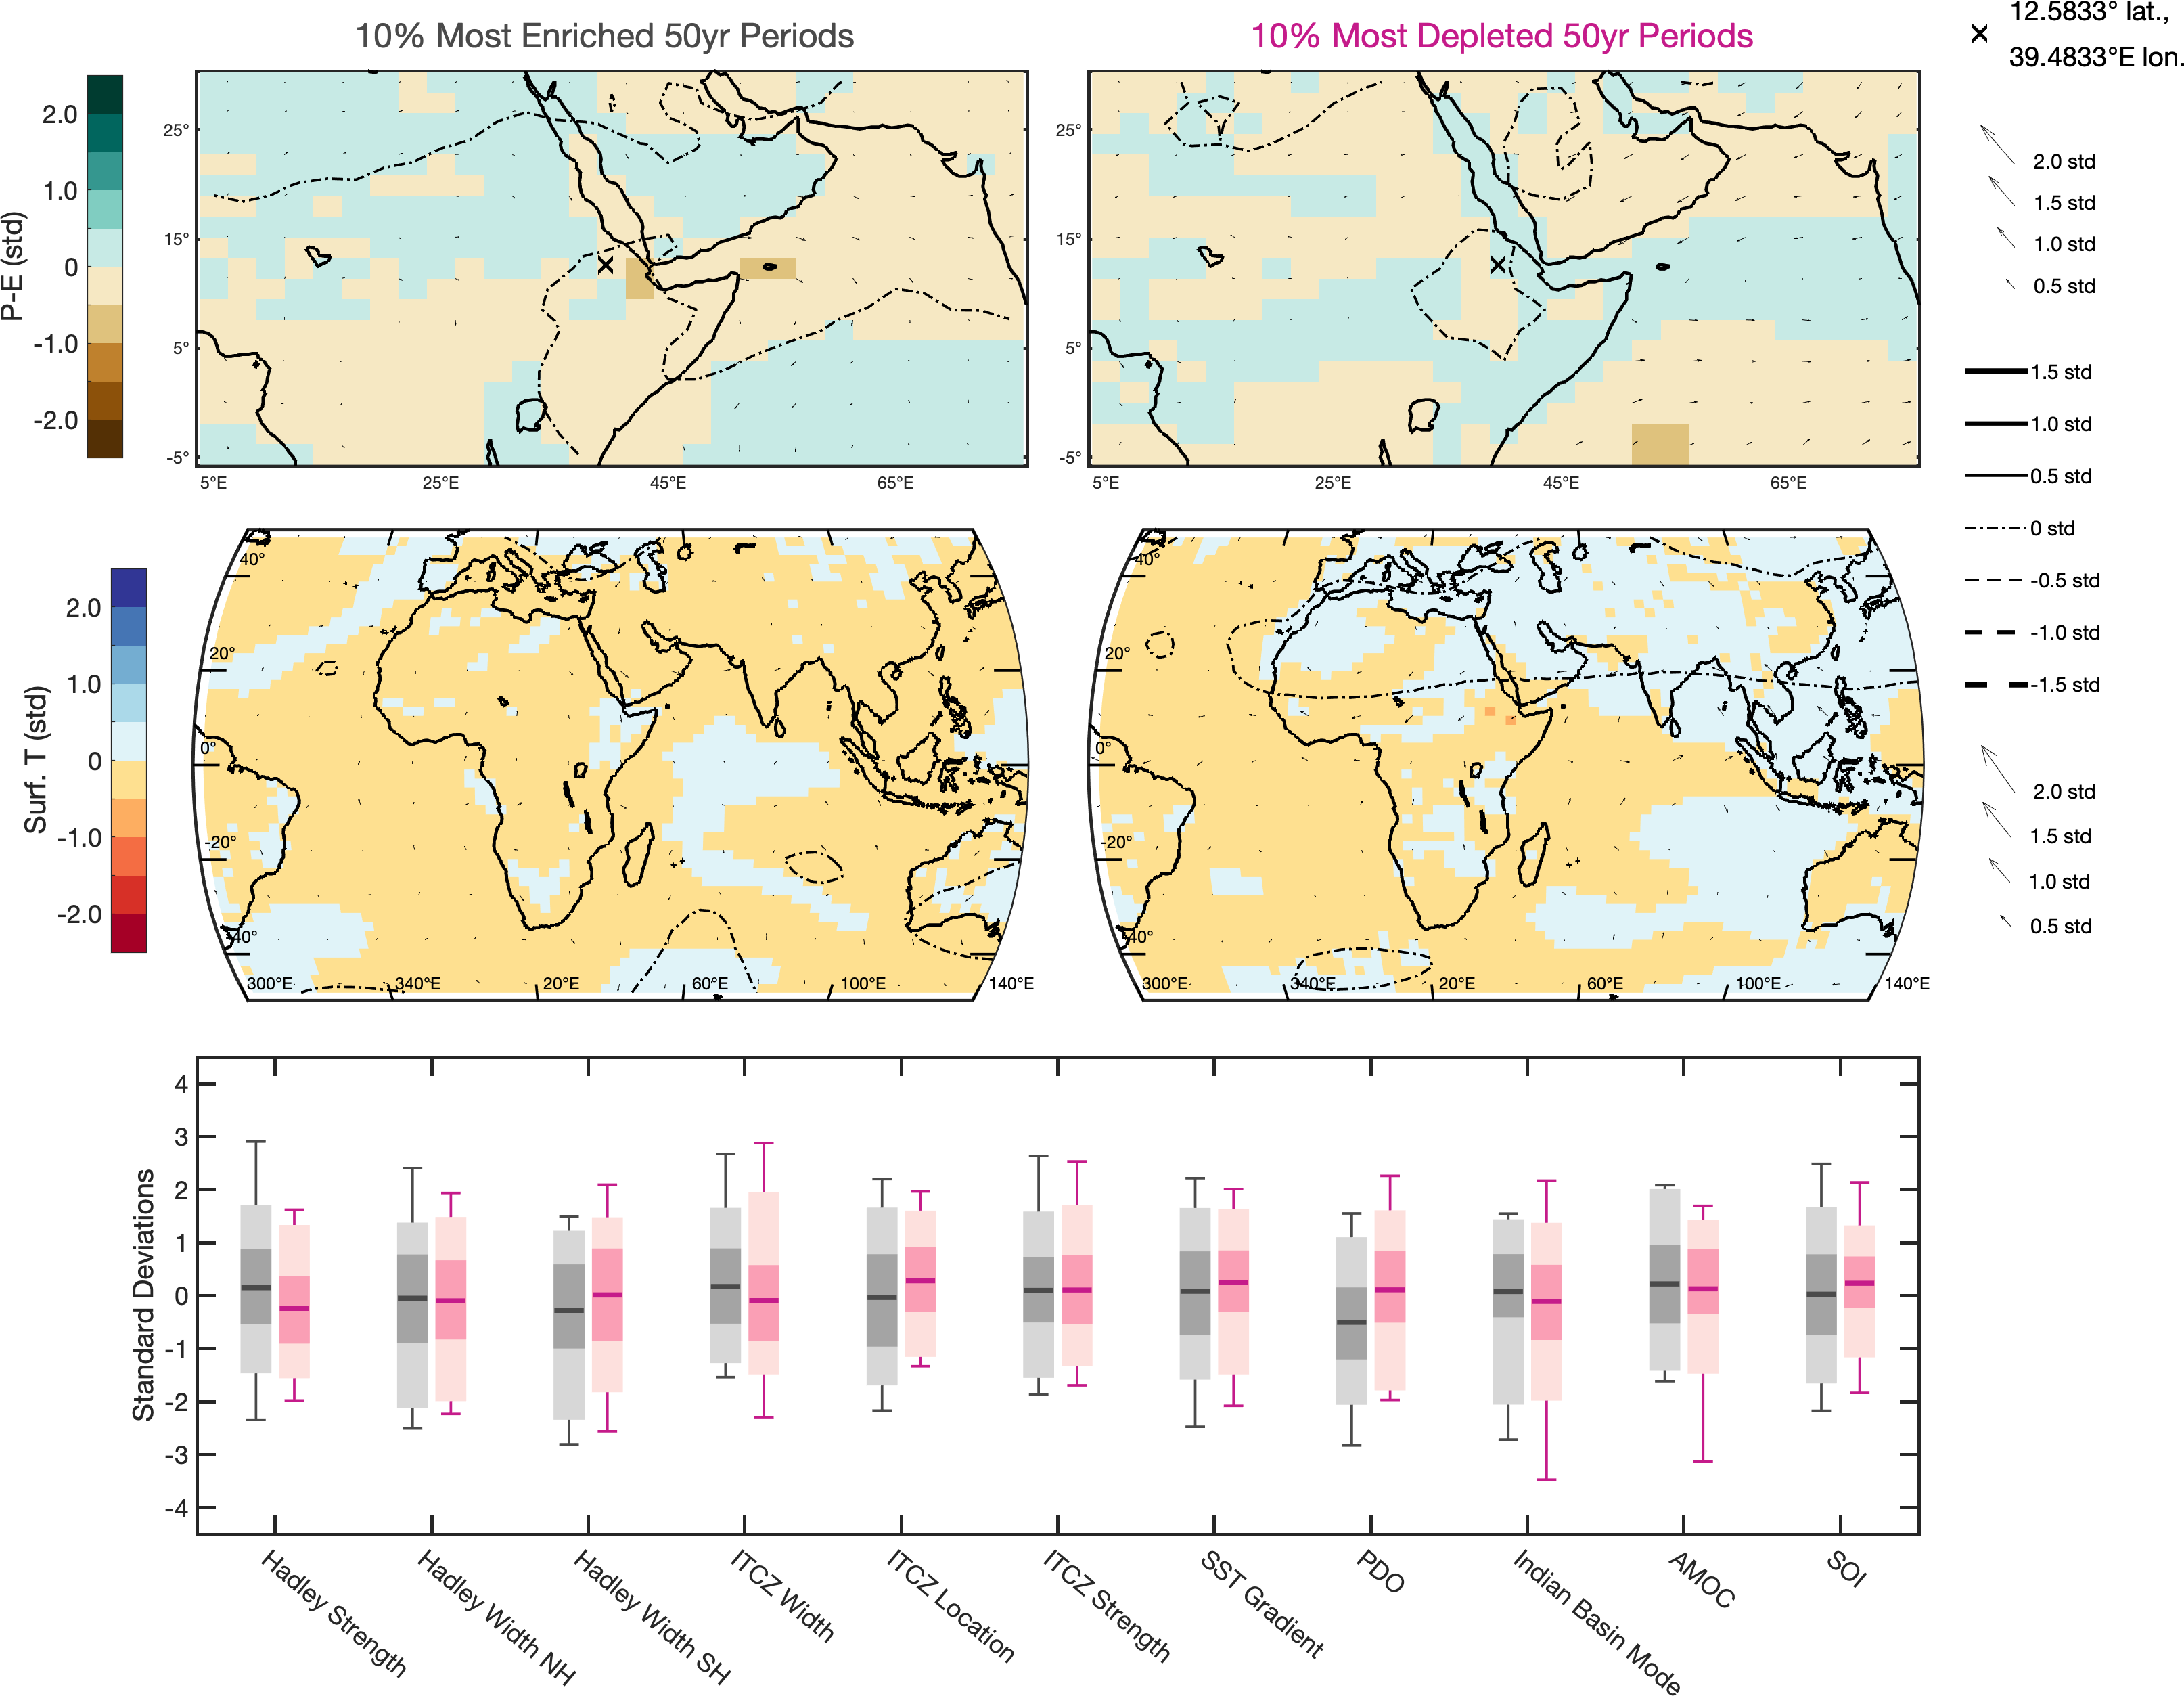 10% Most Enriched 50yr Periods
10% Most Depleted 50yr Periods
12.5833° lat.,
39.4833°E lon.
P-E (std)
2.0
1.0
0
-1.0
-2.0
25°
15°
5°
-5°
5°E
25°E
45°E
65°E
25°
15°
5°
-5°
5°E
25°E
45°E
65°E
2.0 std
1.5 std
1.0 std
0.5 std
1.5 std
1.0 std
0.5 std
0 std
-0.5 std
-1.0 std
-1.5 std
2.0 std
1.5 std
1.0 std
0.5 std
Surf. T (std)
2.0
1.0
0
-1.0
-2.0
40°
20°
0°
-20°
-40°
300°E
340°E
20°E
60°E
100°E
140°E
40°
20°
0°
-20°
-40°
300°E
340°E
20°E
60°E
100°E
140°E
Standard Deviations
4
3
2
1
0
-1
-2
-3
-4
Hadley Strength
Hadley Width NH
Hadley Width SH
ITCZ Width
ITCZ Location
ITCZ Strength
SST Gradient
PDO
Indian Basin Mode
AMOC
SOI